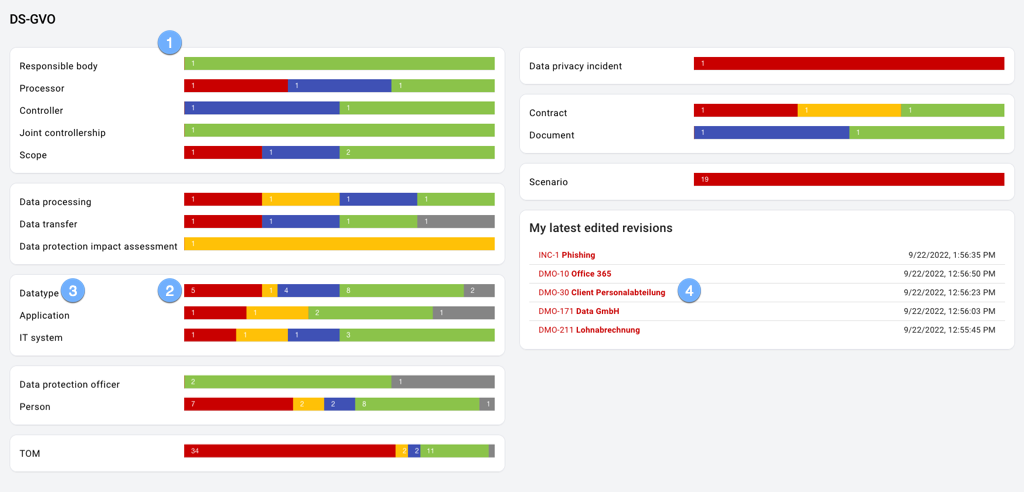 DS-GVO
1
Responsible body 1
Processor 1 1 1
Controller 1 1
Joint controllership 1
Scope 1 1 2
Data processing 1 1 1 1
Data transfer 1 1 1 1
Data protection impact assessment 1
3 2
Datatype 5 1 4 8 2
Application 1 1 2 1
IT system 1 1 1 3
Data protection officer 2 1
Person 7 2 2 8 1
TOM 34 2 2 11
Data privacy incident 1
Contract 1 1 1
Document 1 1
Scenario 19
My latest edited revisions
INC-1 Phishing 9/22/2022, 1:56:35 PM
DMO-10 Office 365 9/22/2022, 12:56:50 PM
DMO-30 Client Personalabteilung 4 9/22/2022, 12:56:23 PM
DMO-171 Data GmbH 9/22/2022, 12:56:03 PM
DMO-211 Lohnabrechnung 9/22/2022, 12:55:45 PM